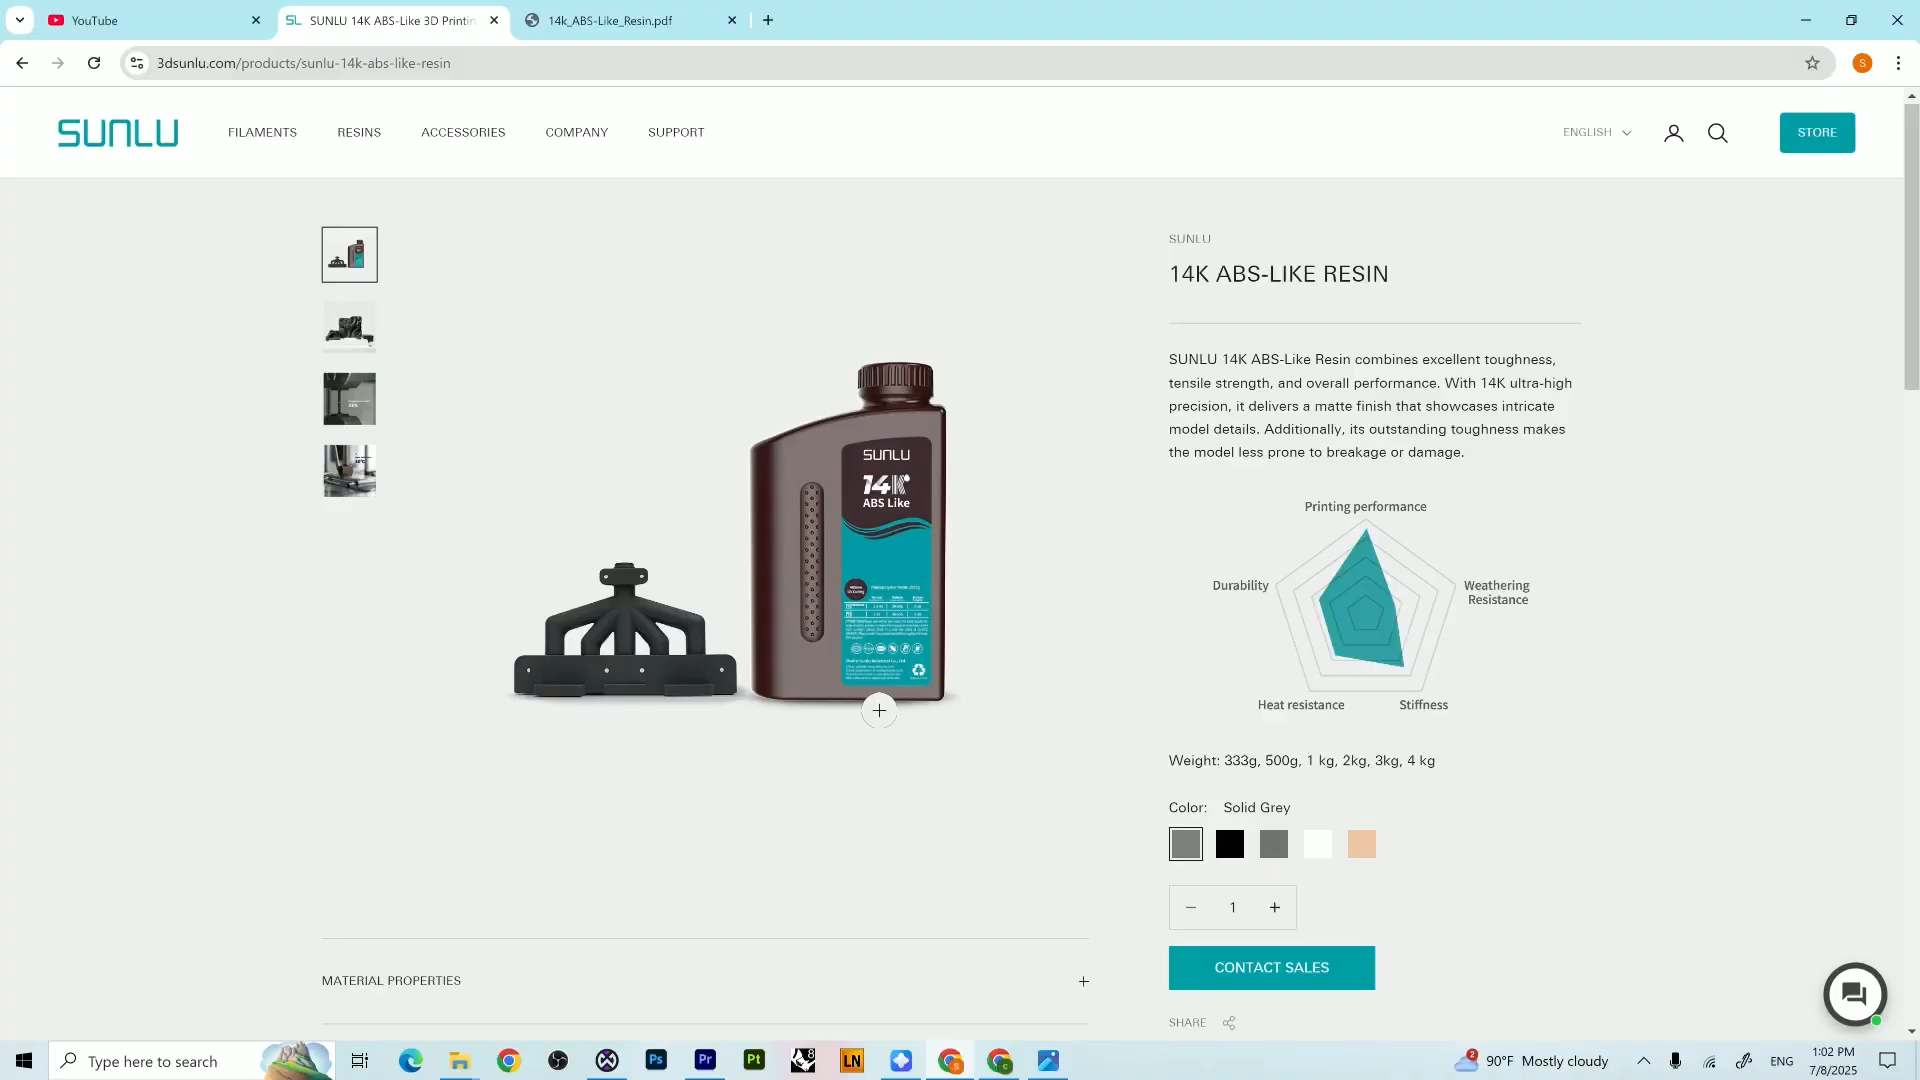 YouTube
SUNLU 14K ABS-Like 3D Printin
14k_ABS-Like_Resin.pdf
3dsunlu.com/products/sunlu-14k-abs-like-resin
S
SUNLU
FILAMENTS
RESINS
ACCESSORIES
COMPANY
SUPPORT
ENGLISH
STORE
SUNLU
14K ABS-LIKE RESIN
SUNLU 14K ABS-Like Resin combines excellent toughness,
tensile strength, and overall performance. With 14K ultra-high
precision, it delivers a matte finish that showcases intricate
model details. Additionally, its outstanding toughness makes
the model less prone to breakage or damage.
SUNLU
14K
ABS Like
Printing performance
Durability
Weathering
Resistance
Heat resistance
Stiffness
Weight: 333g, 500g, 1 kg, 2kg, 3kg, 4 kg
Color: Solid Grey
1
CONTACT SALES
MATERIAL PROPERTIES
SHARE
Type here to search
Ps
Pr
Pt
8
LN
2
90°F Mostly cloudy
ENG
1:02 PM
7/8/2025